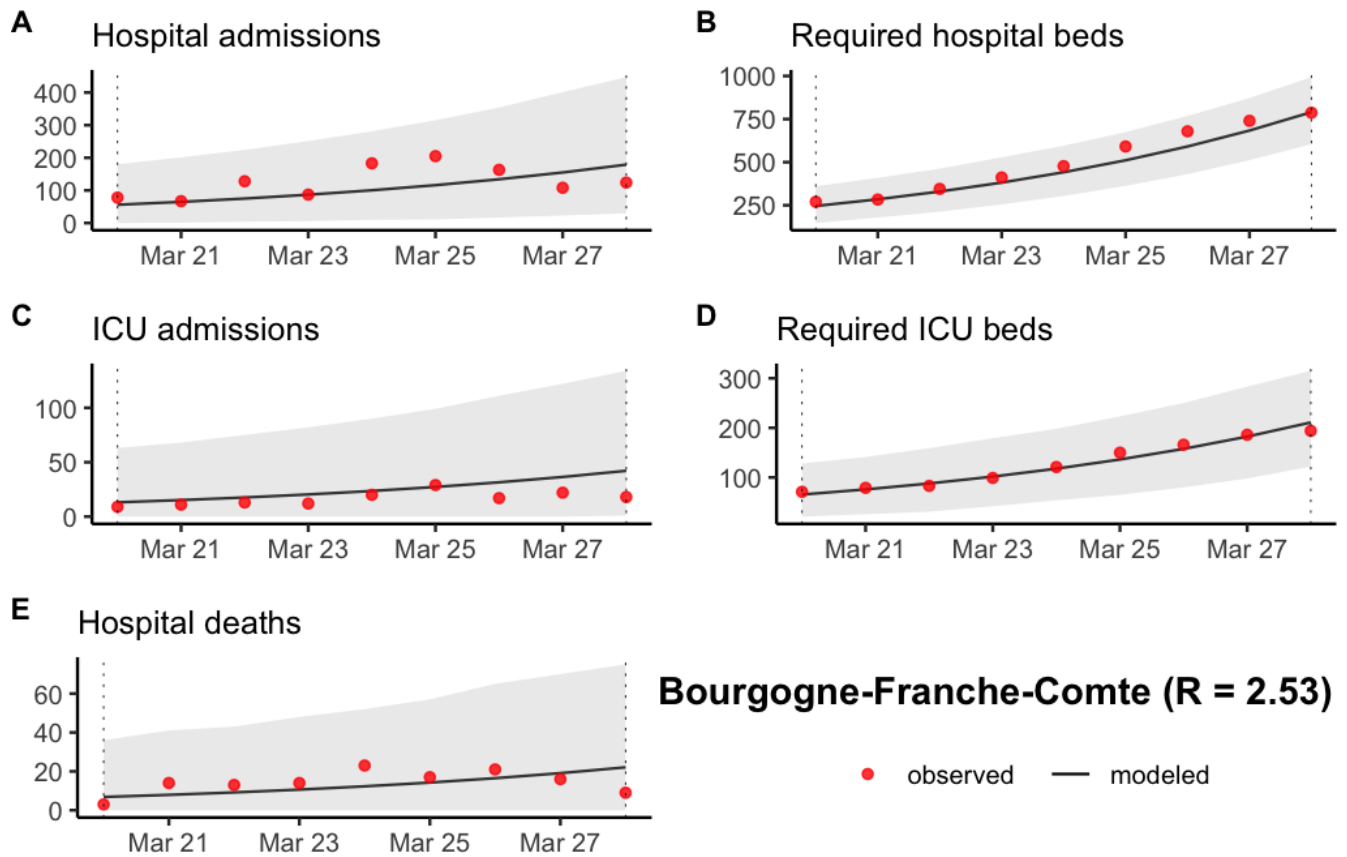 A
Hospital admissions
400
300
200
100
0
Mar 21 Mar 23 Mar 25 Mar 27
B
Required hospital beds
1000
750
500
250
Mar 21 Mar 23 Mar 25 Mar 27
C
ICU admissions
100
50
0
Mar 21 Mar 23 Mar 25 Mar 27
D
Required ICU beds
300
200
100
Mar 21 Mar 23 Mar 25 Mar 27
E
Hospital deaths
60
40
20
0
Mar 21 Mar 23 Mar 25 Mar 27
Bourgogne-Franche-Comte (R = 2.53)
observed modeled